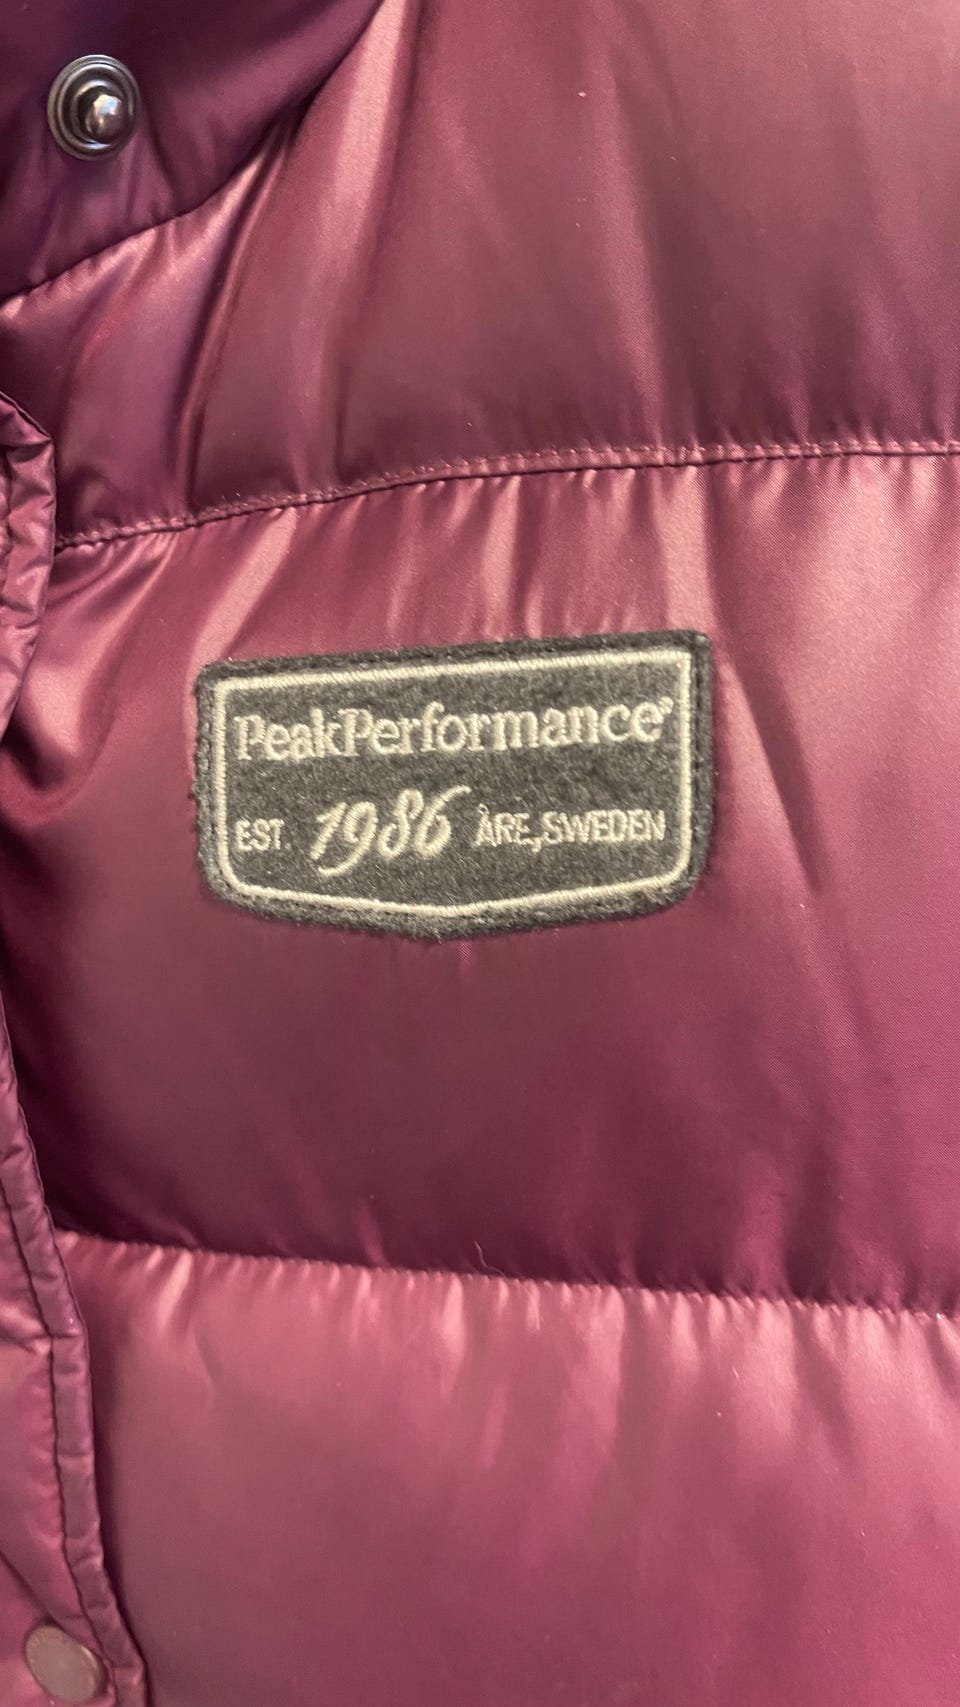 PeakPerformance®
EST. 1986 ÅRE, SWEDEN